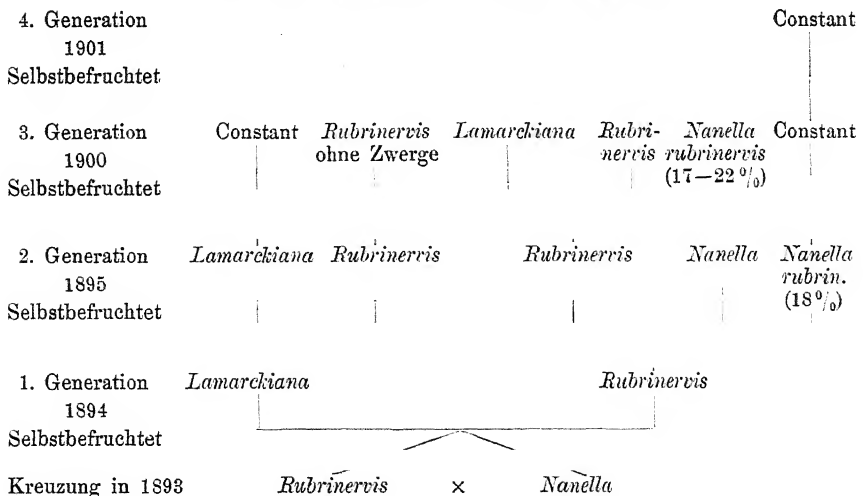 4. Generation Constant
1901
Selbstbefruchtet
3. Generation Constant Rubrinervis Lamarckiana Rubri- Nanella Constant
1900 ohne Zwerge nervis rubrinervis
Selbstbefruchtet (17—22 %)
2. Generation Lamarckiana Rubrinervis Rubrinervis Nanella Nanella
1895 rubrin.
Selbstbefruchtet (18 %)
1. Generation Lamarckiana Rubrinervis
1894
Selbstbefruchtet
Kreuzung in 1893 Rubrinervis × Nanella